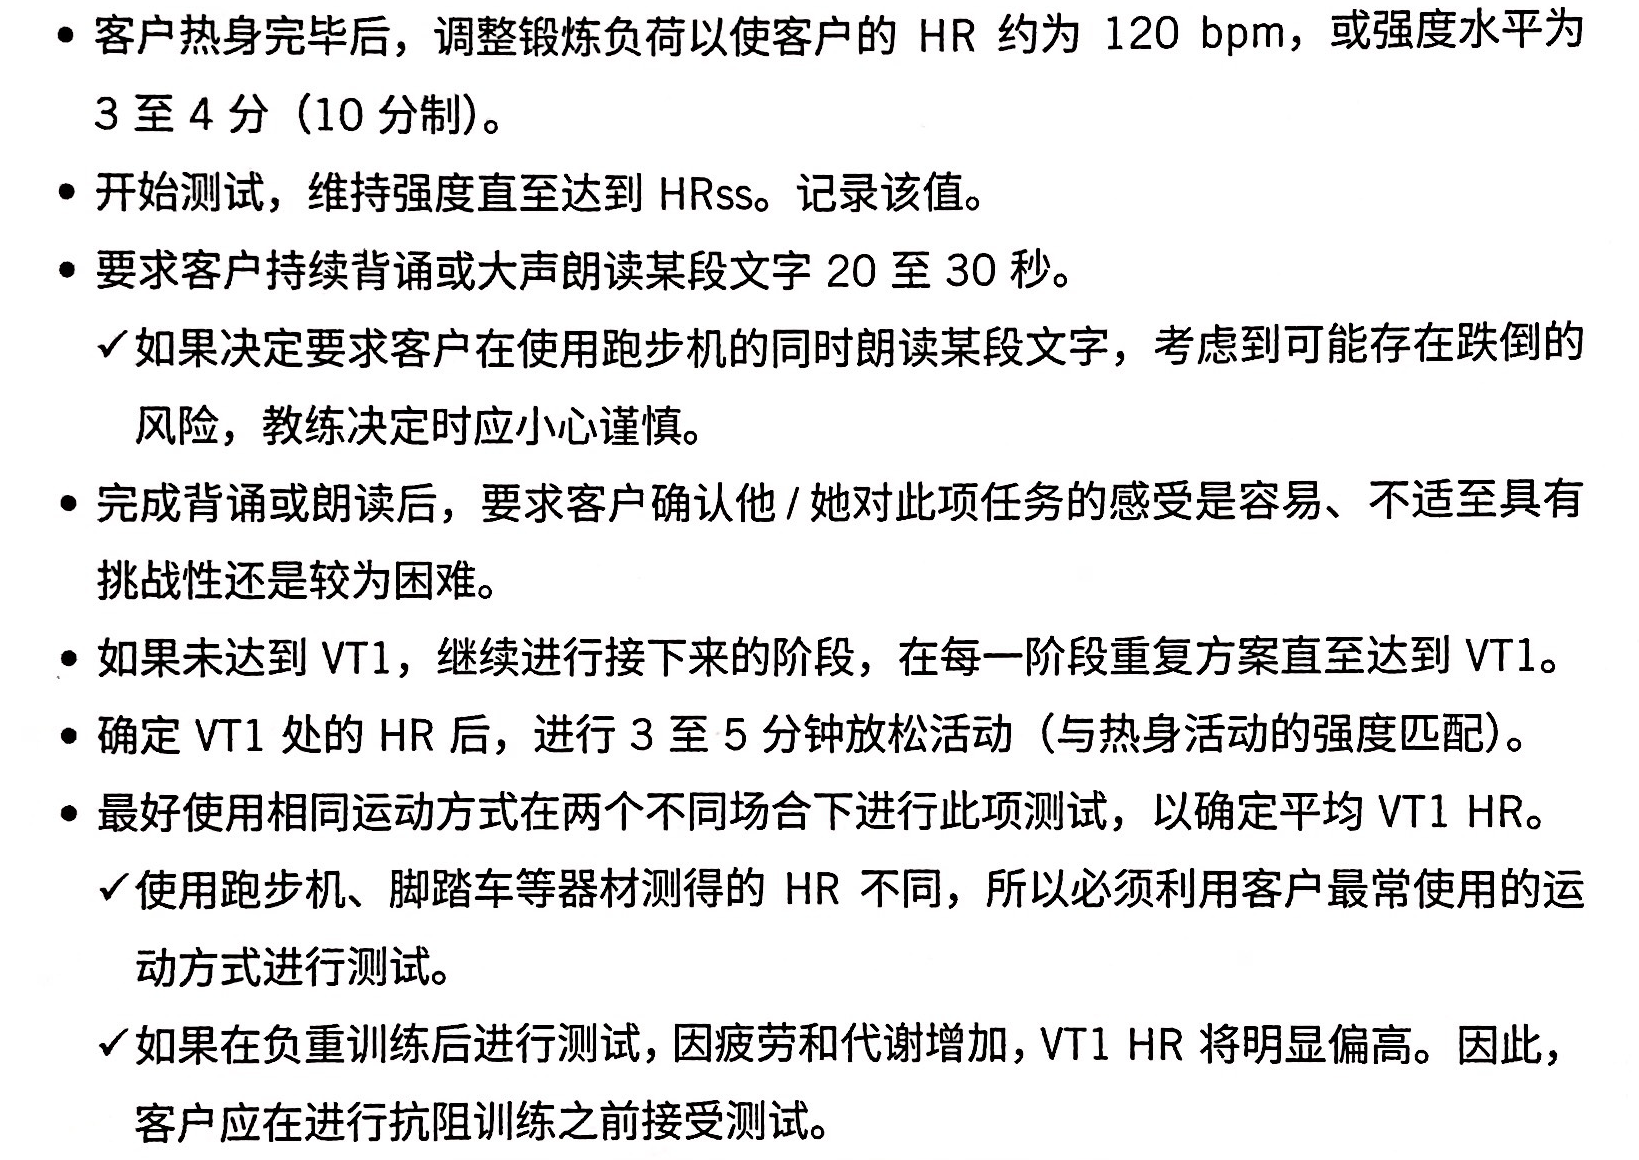 • 客户热身完毕后，调整锻炼负荷以使客户的 HR 约为 120 bpm，或强度水平为
3 至 4 分（10 分制）。
• 开始测试，维持强度直至达到 HRss。记录该值。
• 要求客户持续背诵或大声朗读某段文字 20 至 30 秒。
✓如果决定要求客户在使用跑步机的同时朗读某段文字，考虑到可能存在跌倒的
风险，教练决定时应小心谨慎。
• 完成背诵或朗读后，要求客户确认他 / 她对此项任务的感受是容易、不适至具有
挑战性还是较为困难。
• 如果未达到 VT1，继续进行接下来的阶段，在每一阶段重复方案直至达到 VT1。
• 确定 VT1 处的 HR 后，进行 3 至 5 分钟放松活动（与热身活动的强度匹配）。
• 最好使用相同运动方式在两个不同场合下进行此项测试，以确定平均 VT1 HR。
✓使用跑步机、脚踏车等器材测得的 HR 不同，所以必须利用客户最常使用的运
动方式进行测试。
✓如果在负重训练后进行测试，因疲劳和代谢增加，VT1 HR 将明显偏高。因此，
客户应在进行抗阻训练之前接受测试。